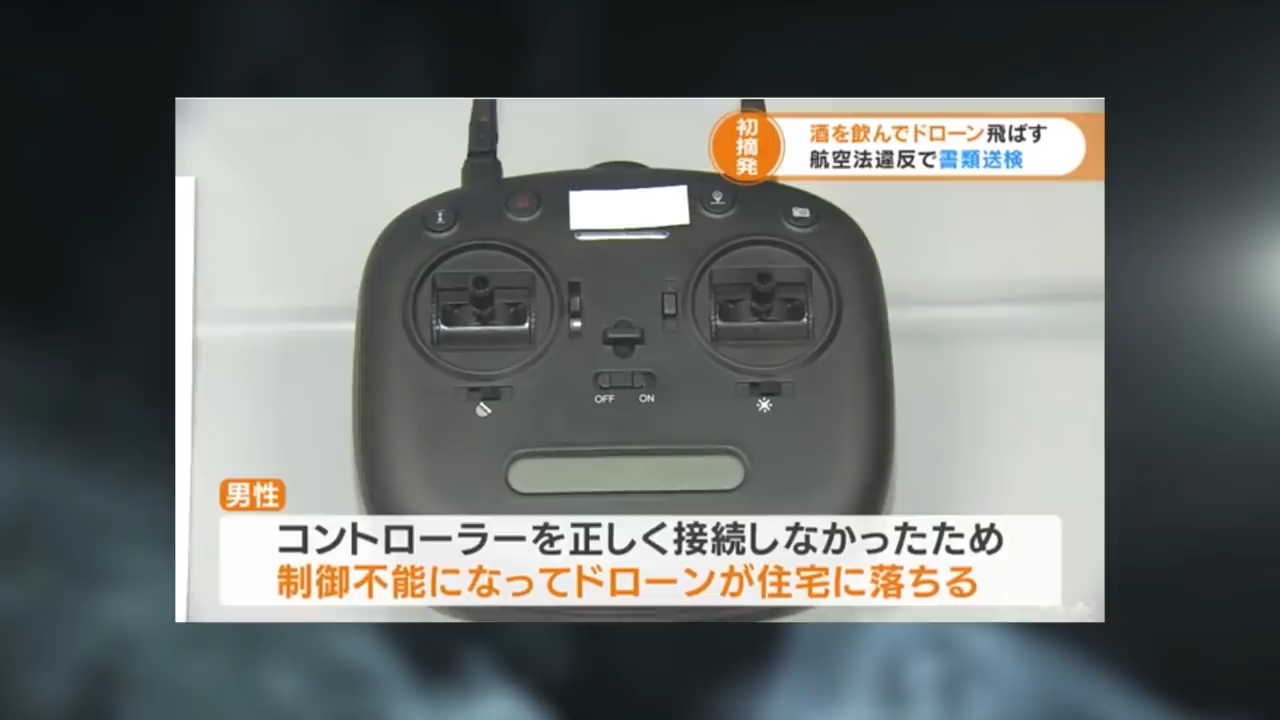 初摘発
酒を飲んでドローン飛ばす
航空法違反で書類送検
OFF ON
男性
コントローラーを正しく接続しなかったため
制御不能になってドローンが住宅に落ちる